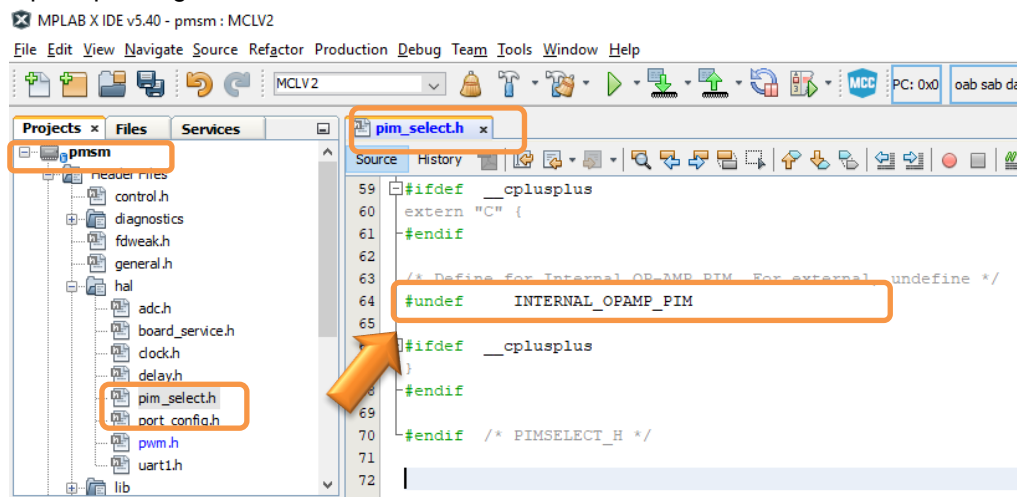 MPLAB X IDE v5.40 - pmsm : MCLV2
File Edit View Navigate Source Refactor Production Debug Team Tools Window Help
MCLV2
MCC
PC: 0x0
oab sab
Projects × Files Services
pim_select.h ×
pmsm
Source History
Header Files
control.h
diagnostics
fdweak.h
general.h
hal
adc.h
board_service.h
clock.h
delay.h
pim_select.h
port_config.h
pwm.h
uart1.h
lib
59 #ifdef __cplusplus
60 extern "C" {
61 #endif
62
63 /* Define for Internal OP-AMP PIM. For external, undefine */
64 #undef INTERNAL_OPAMP_PIM
65
#ifdef __cplusplus
}
#endif
69
70 #endif /* PIMSELECT_H */
71
72